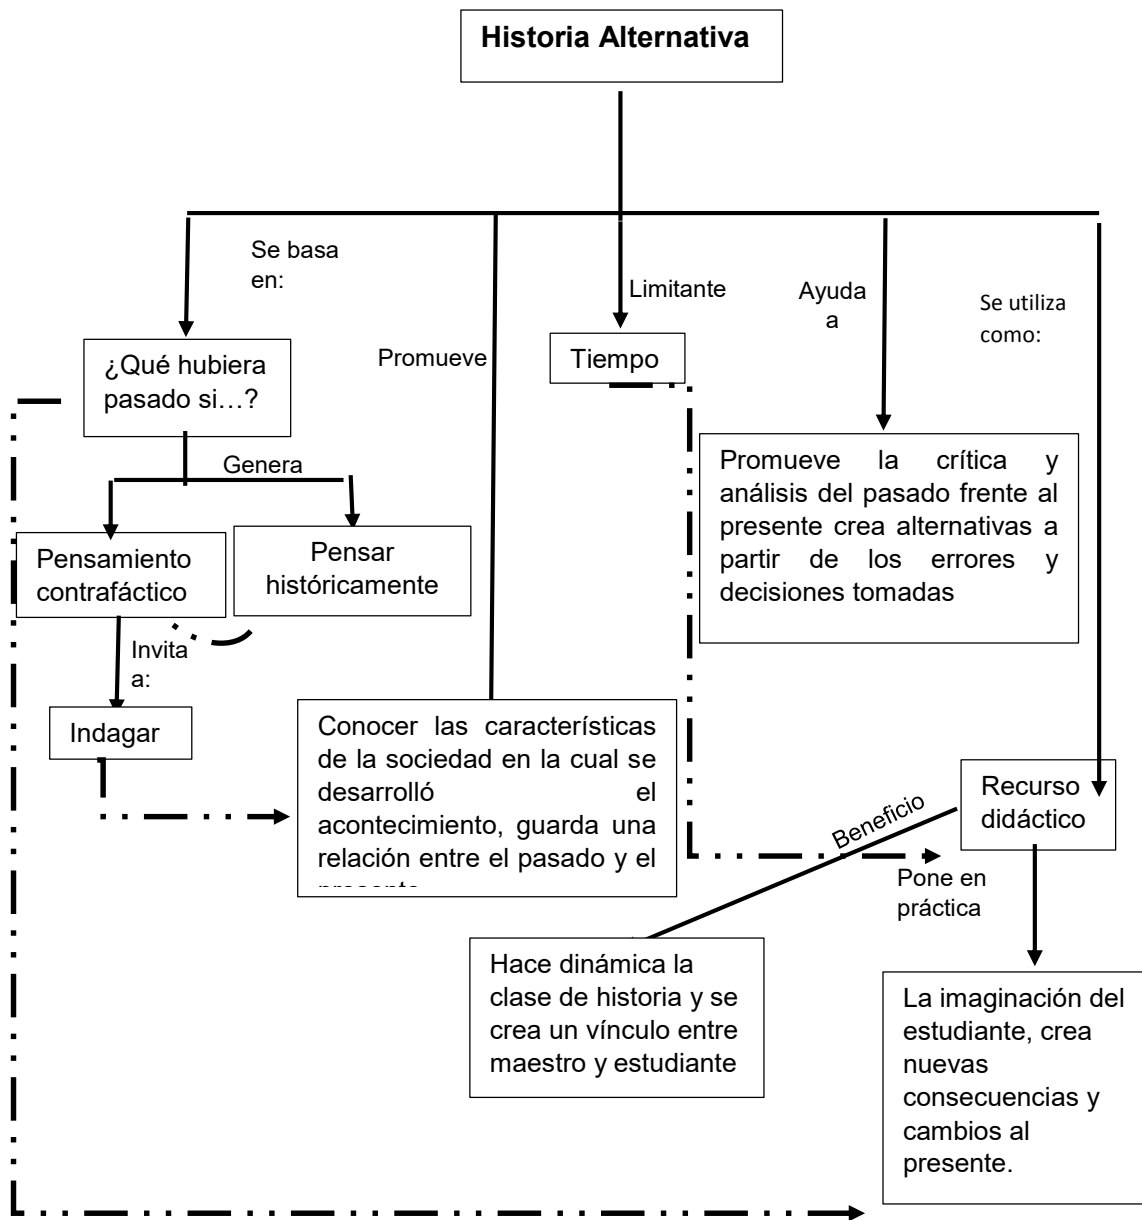 Historia Alternativa
Se basa
en:
Promueve
Limitante
Ayuda
a
Se utiliza
como:
¿Qué hubiera
pasado si…?
Tiempo
Genera
Pensamiento
contrafáctico
Pensar
históricamente
Promueve la crítica y
análisis del pasado frente al
presente crea alternativas a
partir de los errores y
decisiones tomadas
Invita
a:
Indagar
Conocer las características
de la sociedad en la cual se
desarrolló el
acontecimiento, guarda una
relación entre el pasado y el
Recurso
didáctico
Beneficio
Pone en
práctica
Hace dinámica la
clase de historia y se
crea un vínculo entre
maestro y estudiante
La imaginación del
estudiante, crea
nuevas
consecuencias y
cambios al
presente.